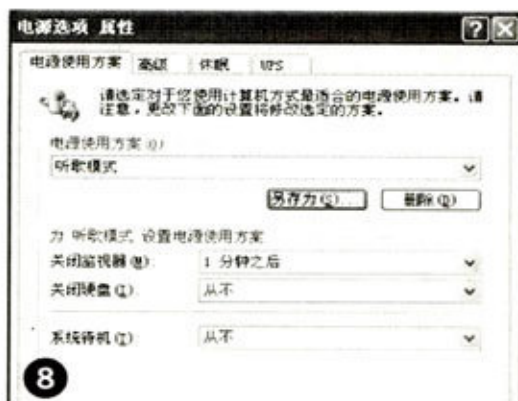 电源选项 属性
电源使用方案 高级 休眠 UPS
请选定对于您使用计算机方式最适合的电源使用方案。请
注意，更改下面的设置将修改选定的方案。
电源使用方案(O)
听歌模式
另存为(S)... 删除(D)
为 听歌模式 设置电源使用方案
关闭监视器(M): 1 分钟之后
关闭硬盘(I): 从不
系统待机(T): 从不
8